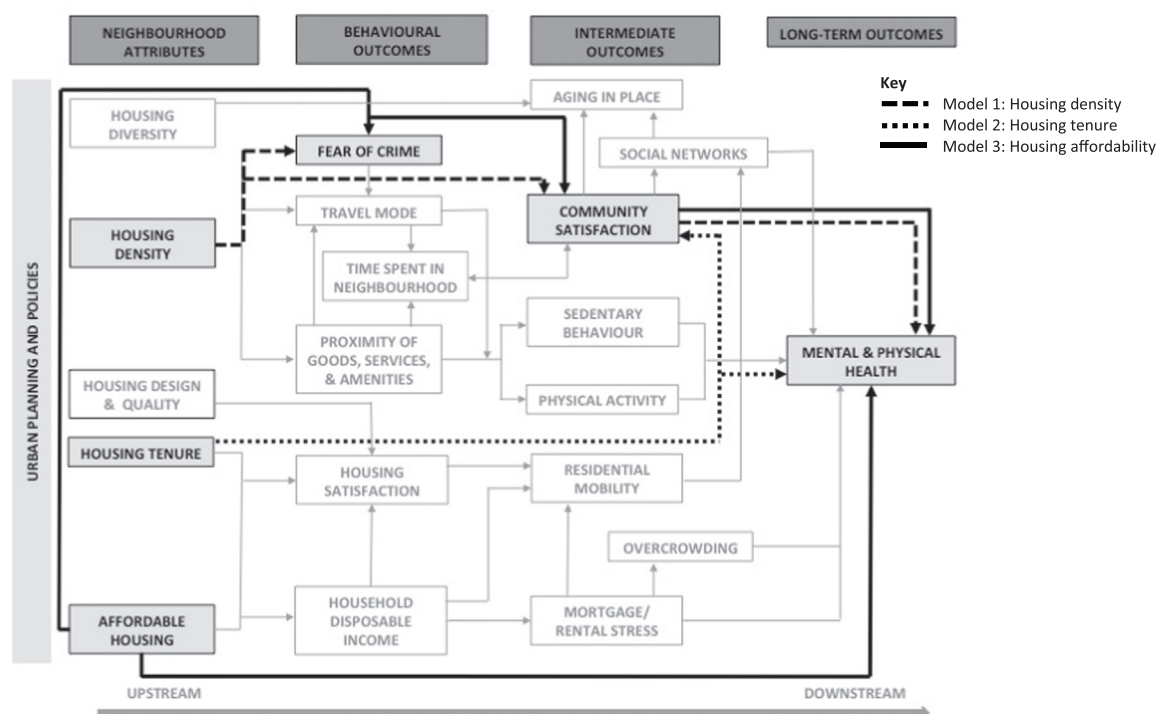 NEIGHBOURHOOD
ATTRIBUTES
BEHAVIOURAL
OUTCOMES
INTERMEDIATE
OUTCOMES
LONG-TERM OUTCOMES
URBAN PLANNING AND POLICIES
Key
Model 1: Housing density
Model 2: Housing tenure
Model 3: Housing affordability
HOUSING
DIVERSITY
HOUSING
DENSITY
HOUSING DESIGN
& QUALITY
HOUSING TENURE
AFFORDABLE
HOUSING
FEAR OF CRIME
TRAVEL MODE
TIME SPENT IN
NEIGHBOURHOOD
PROXIMITY OF
GOODS, SERVICES,
& AMENITIES
HOUSING
SATISFACTION
HOUSEHOLD
DISPOSABLE
INCOME
AGING IN PLACE
SOCIAL NETWORKS
COMMUNITY
SATISFACTION
SEDENTARY
BEHAVIOUR
PHYSICAL ACTIVITY
RESIDENTIAL
MOBILITY
OVERCROWDING
MORTGAGE/
RENTAL STRESS
MENTAL & PHYSICAL
HEALTH
UPSTREAM
DOWNSTREAM